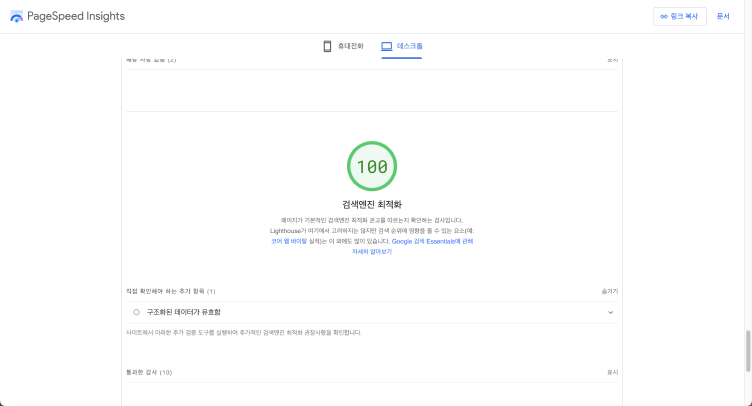 PageSpeed Insights
링크 복사
문서
휴대전화
데스크톱
표시
100
검색엔진 최적화
페이지가 기본적인 검색엔진 최적화 권고를 따르는지 확인하는 검사입니다.
Lighthouse가 여기에서 고려하지는 않지만 검색 순위에 영향을 줄 수 있는 요소(예:
코어 웹 바이탈 실적)는 이 외에도 많이 있습니다. Google 검색 Essentials에 관해
자세히 알아보기
직접 확인해야 하는 추가 항목 (1)
숨기기
구조화된 데이터가 유효함
사이트에서 이러한 추가 검증 도구를 실행하여 추가적인 검색엔진 최적화 권장사항을 확인합니다.
통과한 감사 (10)
표시